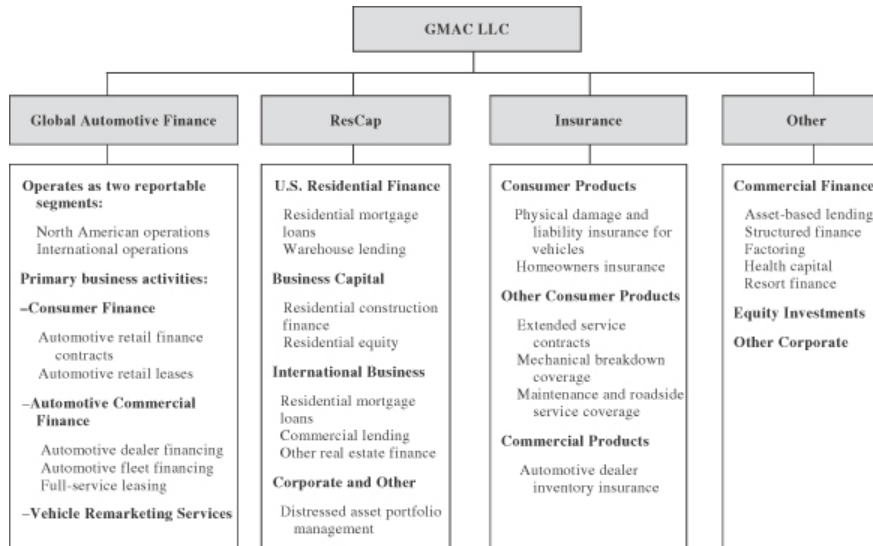 GMAC LLC
Global Automotive Finance
Operates as two reportable
segments:
North American operations
International operations
Primary business activities:
–Consumer Finance
Automotive retail finance
contracts
Automotive retail leases
–Automotive Commercial
Finance
Automotive dealer financing
Automotive fleet financing
Full-service leasing
–Vehicle Remarketing Services
ResCap
U.S. Residential Finance
Residential mortgage
loans
Warehouse lending
Business Capital
Residential construction
finance
Residential equity
International Business
Residential mortgage
loans
Commercial lending
Other real estate finance
Corporate and Other
Distressed asset portfolio
management
Insurance
Consumer Products
Physical damage and
liability insurance for
vehicles
Homeowners insurance
Other Consumer Products
Extended service
contracts
Mechanical breakdown
coverage
Maintenance and roadside
service coverage
Commercial Products
Automotive dealer
inventory insurance
Other
Commercial Finance
Asset-based lending
Structured finance
Factoring
Health capital
Resort finance
Equity Investments
Other Corporate